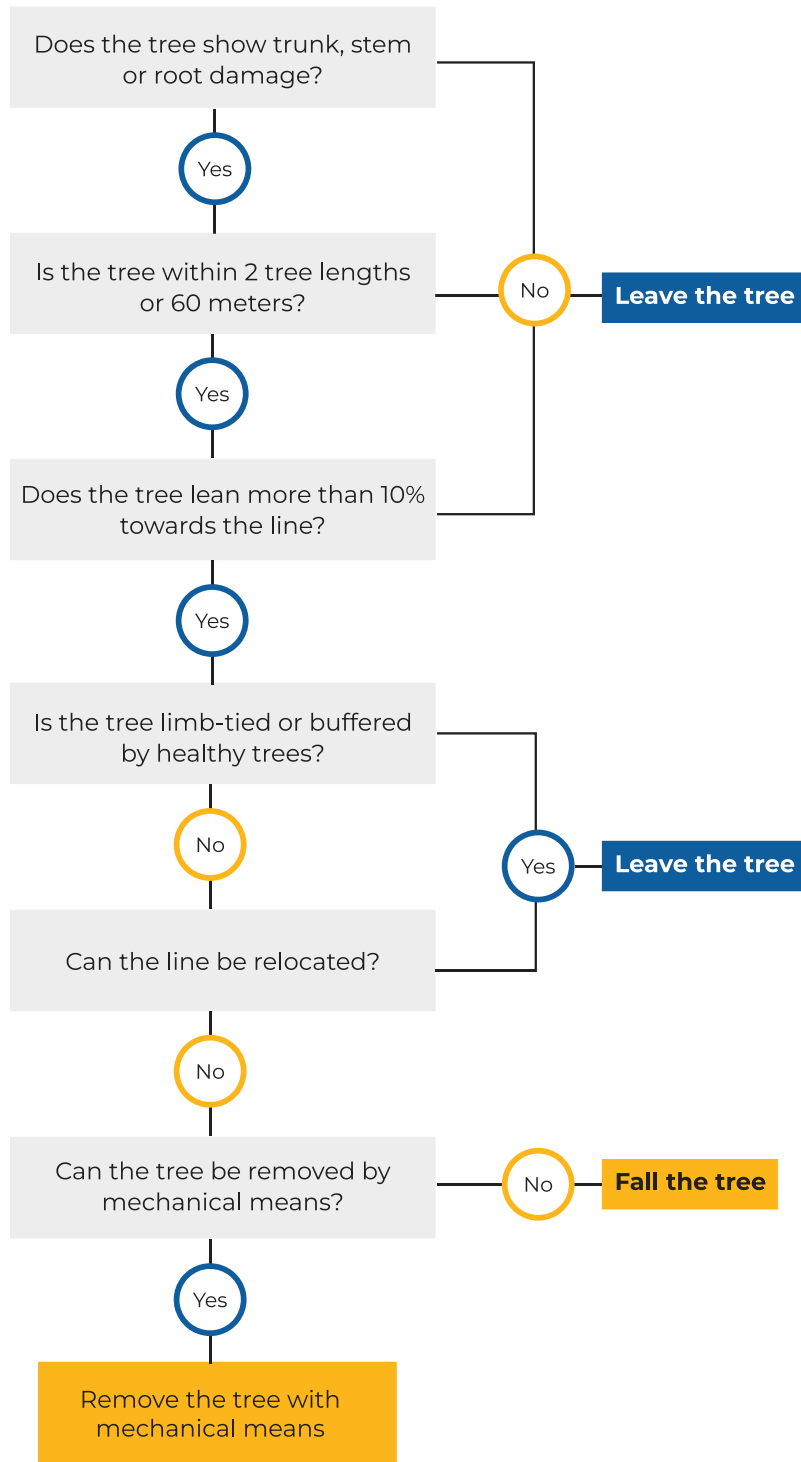 Does the tree show trunk, stem
or root damage?
Yes
Is the tree within 2 tree lengths
or 60 meters?
No
Leave the tree
Yes
Does the tree lean more than 10%
towards the line?
Yes
Is the tree limb-tied or buffered
by healthy trees?
No
Yes
Leave the tree
Can the line be relocated?
No
Can the tree be removed by
mechanical means?
No
Fall the tree
Yes
Remove the tree with
mechanical means